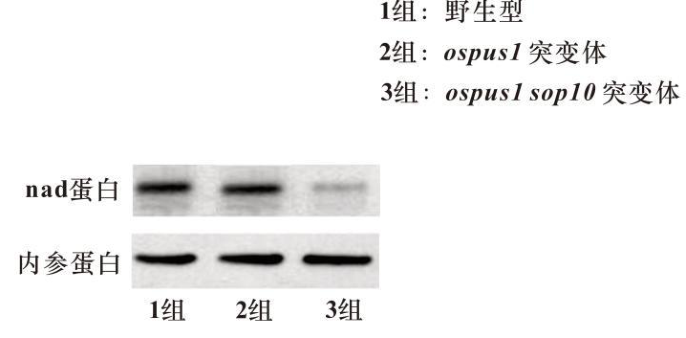 1组：野生型
2组：ospus1 突变体
3组：ospus1 sop10 突变体
nad蛋白
内参蛋白
1组 2组 3组